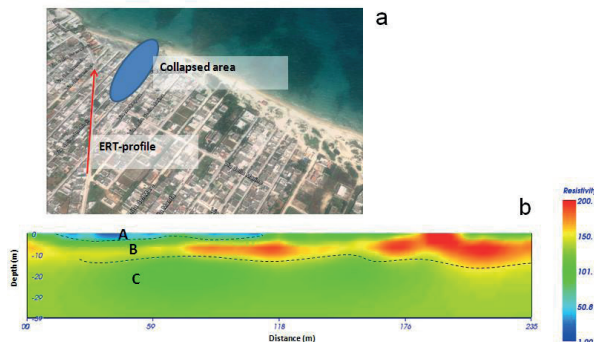 a
Collapsed area
ERT-profile
b
Resistivity
200.
A
-0
B
-10
151.
C
-20
101.
-30
50.8
Depth (m)
1.00
00
59
118
176
235
Distance (m)